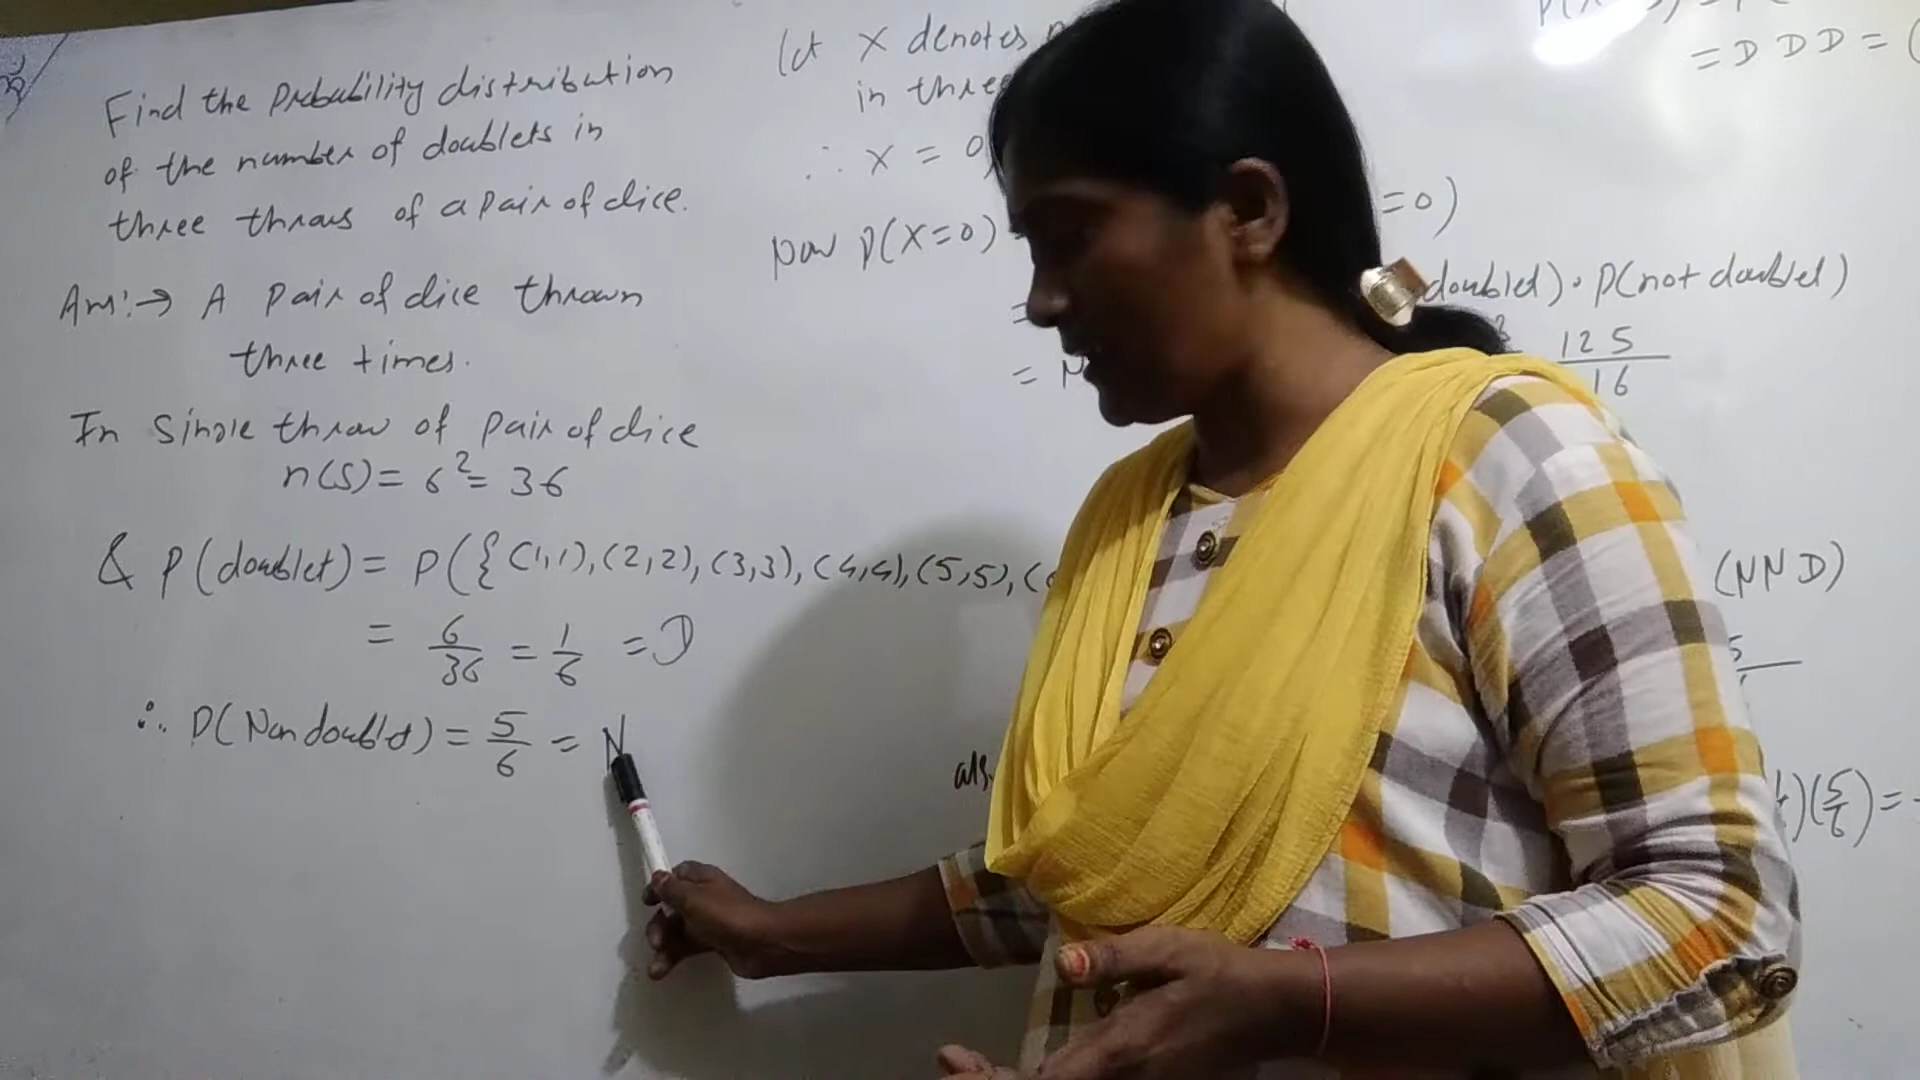 Find the Probability distribution
of the number of doublets in
three throws of a pair of dice.
Ans:→ A pair of dice thrown
three times.
In Single throw of pair of dice
n(S) = 6² = 36
& P(doublet) = P({(1,1),(2,2),(3,3),(4,4),(5,5),(
= 6/36 = 1/6 = D
∴ P(Non doublet) = 5/6 = N
let X denotes
in three
∴ X = 0
Now P(X=0)
=0)
doublet) · P(not doublet)
= N
125
16
= D D D = (
(NND)
als
)(5/6) =